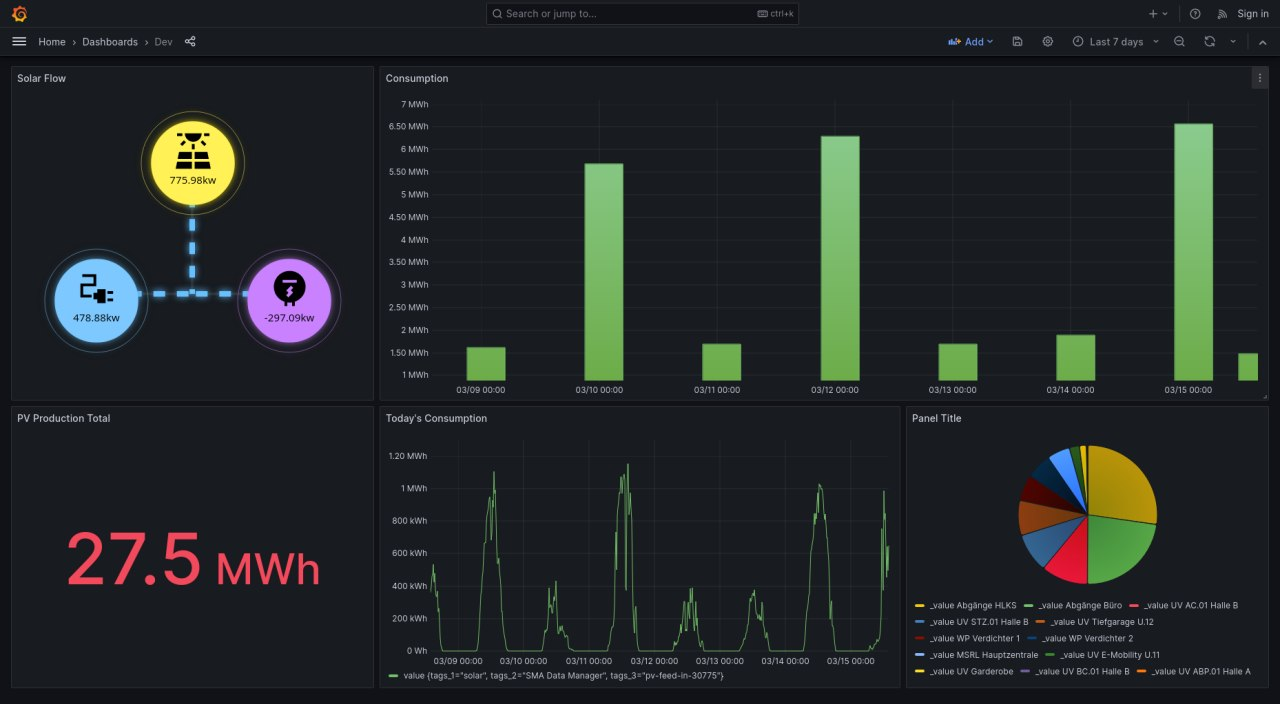 Search or jump to...
ctrl+k
Sign in
Home › Dashboards › Dev
Add
Last 7 days
Solar Flow
775.98kw
478.88kw
-297.09kw
Consumption
7 MWh
6.50 MWh
6 MWh
5.50 MWh
5 MWh
4.50 MWh
4 MWh
3.50 MWh
3 MWh
2.50 MWh
2 MWh
1.50 MWh
1 MWh
03/09 00:00 03/10 00:00 03/11 00:00 03/12 00:00 03/13 00:00 03/14 00:00 03/15 00:00
PV Production Total
27.5 MWh
Today's Consumption
1.20 MWh
1 MWh
800 kWh
600 kWh
400 kWh
200 kWh
0 Wh
03/09 00:00 03/10 00:00 03/11 00:00 03/12 00:00 03/13 00:00 03/14 00:00 03/15 00:00
value {tags_1="solar", tags_2="SMA Data Manager", tags_3="pv-feed-in-30775"}
Panel Title
_value Abgänge HLKS _value Abgänge Büro _value UV AC.01 Halle B
_value UV STZ.01 Halle B _value UV Tiefgarage U.12
_value WP Verdichter 1 _value WP Verdichter 2
_value MSRL Hauptzentrale _value UV E-Mobility U.11
_value UV Garderobe _value UV BC.01 Halle B _value UV ABP.01 Halle A